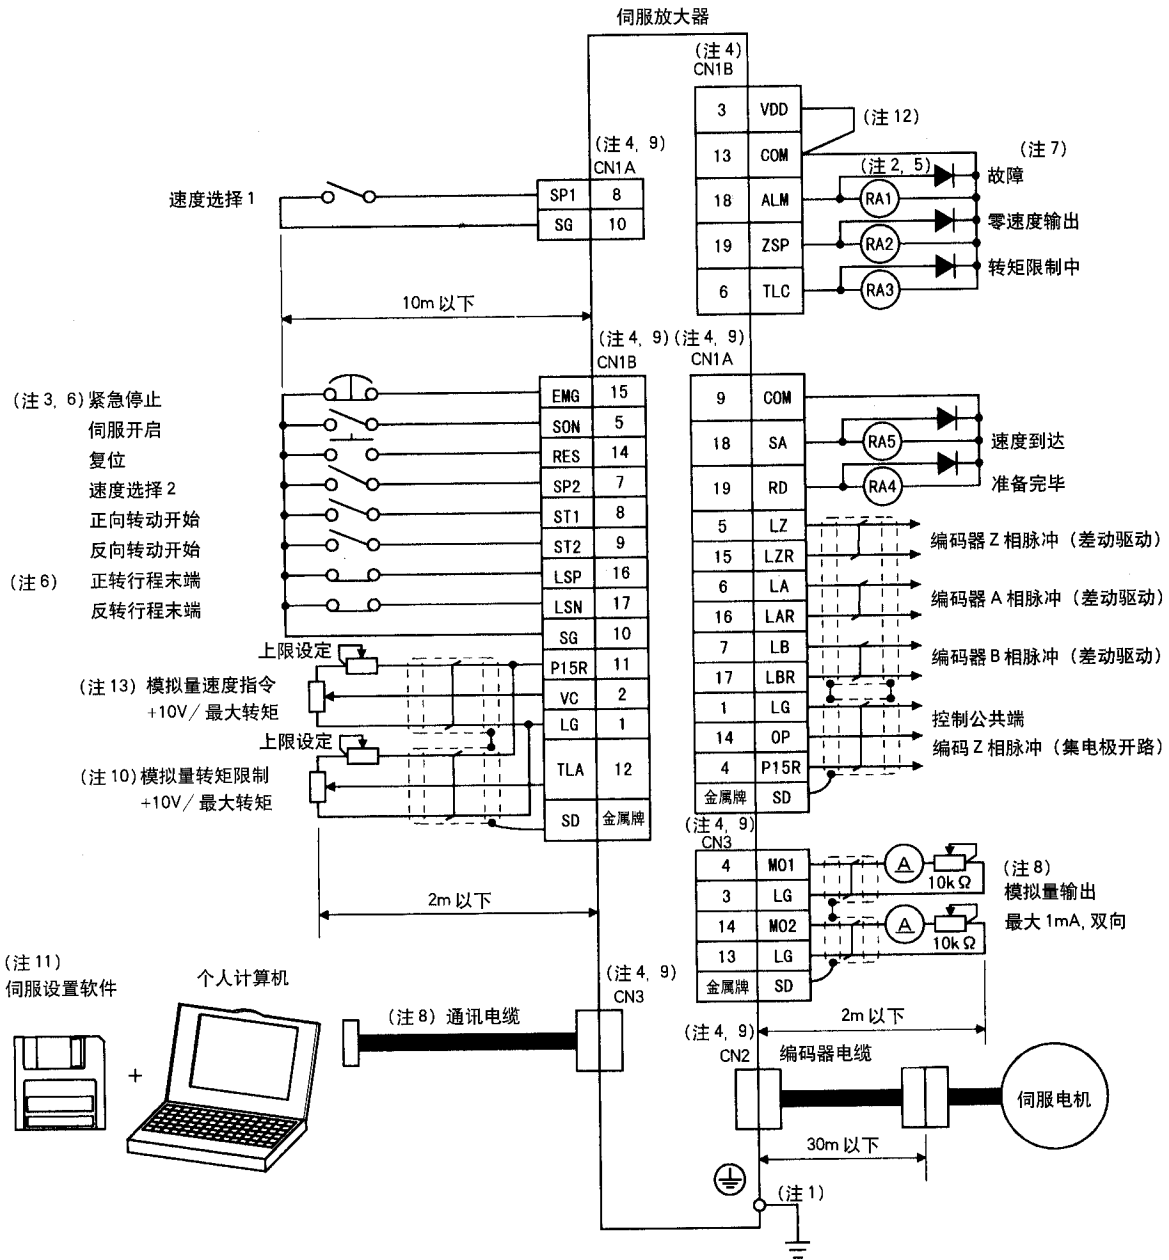 伺服放大器
(注4)
CN1B
3 VDD
(注12)
13 COM
(注7)
(注2, 5)
18 ALM RA1 故障
19 ZSP RA2 零速度输出
6 TLC RA3 转矩限制中
(注4, 9)
CN1A
速度选择1 SP1 8
SG 10
10m以下
(注4, 9)
CN1B
(注3, 6)紧急停止 EMG 15
伺服开启 SON 5
复位 RES 14
速度选择2 SP2 7
正向转动开始 ST1 8
反向转动开始 ST2 9
(注6) 正转行程末端 LSP 16
反转行程末端 LSN 17
SG 10
上限设定 P15R 11
(注13)模拟量速度指令 VC 2
+10V/最大转矩 LG 1
上限设定
(注10)模拟量转矩限制 TLA 12
+10V/最大转矩
SD 金属牌
2m以下
(注4, 9)
CN1A
9 COM
18 SA RA5 速度到达
19 RD RA4 准备完毕
5 LZ
编码器Z相脉冲(差动驱动)
15 LZR
6 LA
编码器A相脉冲(差动驱动)
16 LAR
7 LB
编码器B相脉冲(差动驱动)
17 LBR
1 LG 控制公共端
14 OP 编码Z相脉冲(集电极开路)
4 P15R
金属牌 SD
(注4, 9)
CN3
4 MO1 A 10kΩ
(注8)
3 LG 模拟量输出
14 MO2 A 10kΩ
最大1mA,双向
13 LG
金属牌 SD
2m以下
(注11)
伺服设置软件
个人计算机
+
(注8)通讯电缆
(注4, 9)
CN3
(注4, 9)
CN2
编码器电缆
伺服电机
30m以下
(注1)